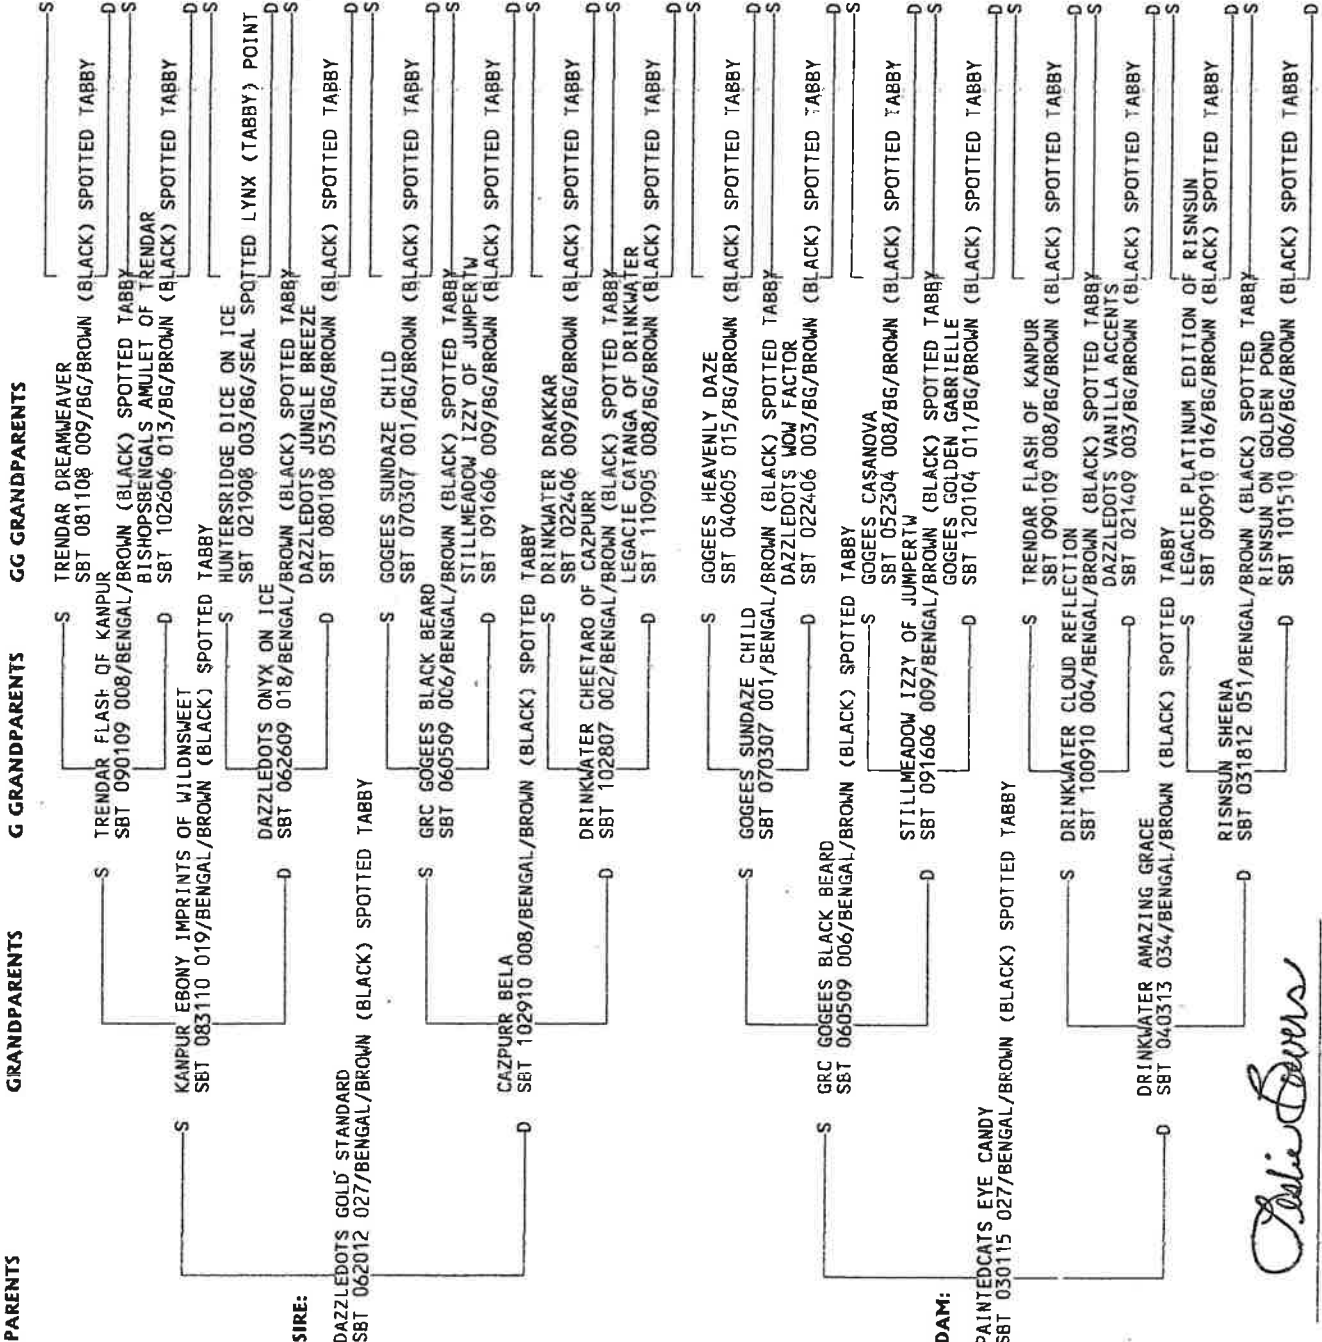 PARENTS GRANDPARENTS G GRANDPARENTS GG GRANDPARENTS
S
TRENDAR DREAMWEAVER
S
SBT 081108 009/BG/BROWN (BLACK) SPOTTED TABBY
TRENDAR FLASH OF KANPUR
S D
SBT 090109 008/BENGAL/BROWN (BLACK) SPOTTED TABBY
S
BISHOPSBENGALS AMULET OF TRENDAR
D
SBT 102606 013/BG/BROWN (BLACK) SPOTTED TABBY
KANPUR EBONY IMPRINTS OF WILDNSWEET
S D
SBT 083110 019/BENGAL/BROWN (BLACK) SPOTTED TABBY
S
HUNTERSRIDGE DICE ON ICE
S
SBT 021908 003/BG/SEAL SPOTTED LYNX (TABBY) POINT
DAZZLEDOTS ONYX ON ICE
D
SBT 062609 018/BENGAL/BROWN (BLACK) SPOTTED TABBY
D S
SIRE:
DAZZLEDOTS JUNGLE BREEZE
D
SBT 080108 053/BG/BROWN (BLACK) SPOTTED TABBY
DAZZLEDOTS GOLD STANDARD
D
SBT 062012 027/BENGAL/BROWN (BLACK) SPOTTED TABBY
S
GOGEES SUNDAZE CHILD
S
SBT 070307 001/BG/BROWN (BLACK) SPOTTED TABBY
GRC GOGEES BLACK BEARD
S D
SBT 060509 006/BENGAL/BROWN (BLACK) SPOTTED TABBY
S
STILLMEADOW IZZY OF JUMPERTW
D
SBT 091606 009/BG/BROWN (BLACK) SPOTTED TABBY
CAZPURR BELA
D D
SBT 102910 008/BENGAL/BROWN (BLACK) SPOTTED TABBY
S
DRINKWATER DRAKKAR
S
SBT 022406 009/BG/BROWN (BLACK) SPOTTED TABBY
DRINKWATER CHEETARO OF CAZPURR
D
SBT 102807 002/BENGAL/BROWN (BLACK) SPOTTED TABBY
D S
LEGACIE CATANGA OF DRINKWATER
D
SBT 110905 008/BG/BROWN (BLACK) SPOTTED TABBY
D
S
GOGEES HEAVENLY DAZE
S
SBT 040605 015/BG/BROWN (BLACK) SPOTTED TABBY
GOGEES SUNDAZE CHILD
S D
SBT 070307 001/BENGAL/BROWN (BLACK) SPOTTED TABBY
S
DAZZLEDOTS WOW FACTOR
D
SBT 022406 003/BG/BROWN (BLACK) SPOTTED TABBY
GRC GOGEES BLACK BEARD
S D
SBT 060509 006/BENGAL/BROWN (BLACK) SPOTTED TABBY
S
GOGEES CASANOVA
S
SBT 052304 008/BG/BROWN (BLACK) SPOTTED TABBY
STILLMEADOW IZZY OF JUMPERTW
D
SBT 091606 009/BENGAL/BROWN (BLACK) SPOTTED TABBY
D S
DAM:
GOGEES GOLDEN GABRIELLE
D
SBT 120104 011/BG/BROWN (BLACK) SPOTTED TABBY
PAINTEDCATS EYE CANDY
D
SBT 030115 027/BENGAL/BROWN (BLACK) SPOTTED TABBY
S
TRENDAR FLASH OF KANPUR
S
SBT 090109 008/BG/BROWN (BLACK) SPOTTED TABBY
DRINKWATER CLOUD REFLECTION
S D
SBT 100910 004/BENGAL/BROWN (BLACK) SPOTTED TABBY
S
DAZZLEDOTS VANILLA ACCENTS
D
SBT 021409 003/BG/BROWN (BLACK) SPOTTED TABBY
DRINKWATER AMAZING GRACE
D D
SBT 040313 034/BENGAL/BROWN (BLACK) SPOTTED TABBY
S
LEGACIE PLATINUM EDITION OF RISNSUN
S
SBT 090910 016/BG/BROWN (BLACK) SPOTTED TABBY
RISNSUN SHEENA
D
SBT 031812 051/BENGAL/BROWN (BLACK) SPOTTED TABBY
D S
RISNSUN ON GOLDEN POND
D
SBT 101510 006/BG/BROWN (BLACK) SPOTTED TABBY
D
Leslie